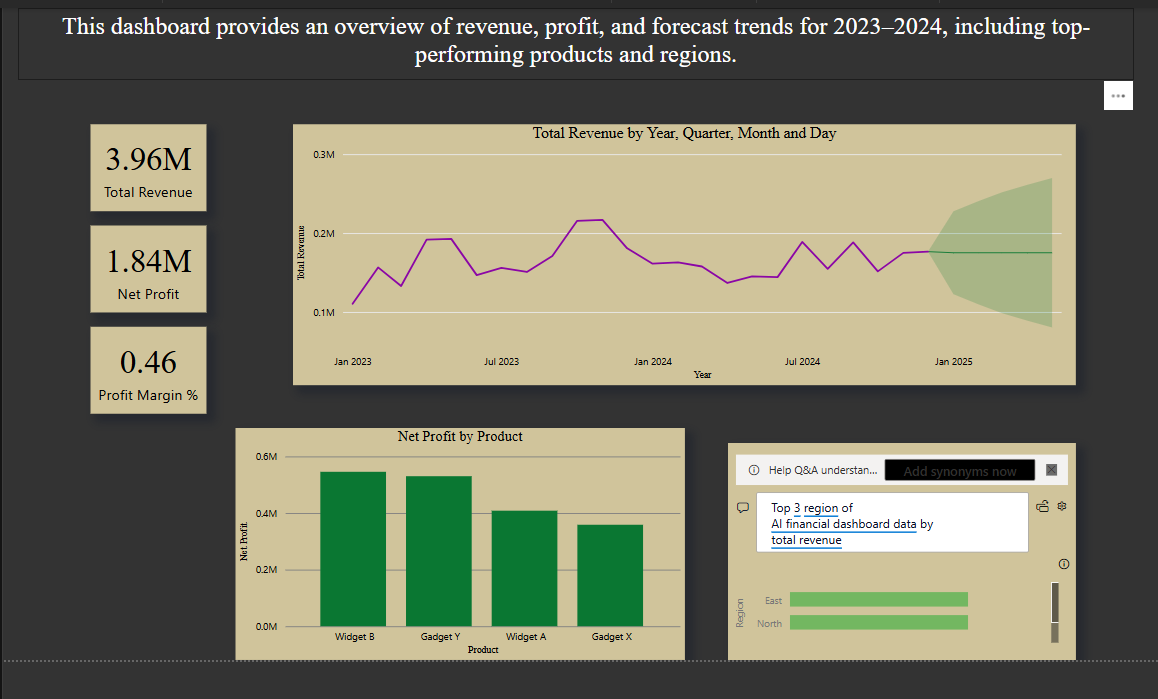 This dashboard provides an overview of revenue, profit, and forecast trends for 2023–2024, including top-
performing products and regions.
...
3.96M
Total Revenue
1.84M
Net Profit
0.46
Profit Margin %
Total Revenue by Year, Quarter, Month and Day
Total Revenue
0.3M
0.2M
0.1M
Jan 2023
Jul 2023
Jan 2024
Jul 2024
Jan 2025
Year
Net Profit by Product
Net Profit
0.6M
0.4M
0.2M
0.0M
Widget B
Gadget Y
Widget A
Gadget X
Product
Help Q&A understan...
Add synonyms now
Top 3 region of
AI financial dashboard data by
total revenue
Region
East
North